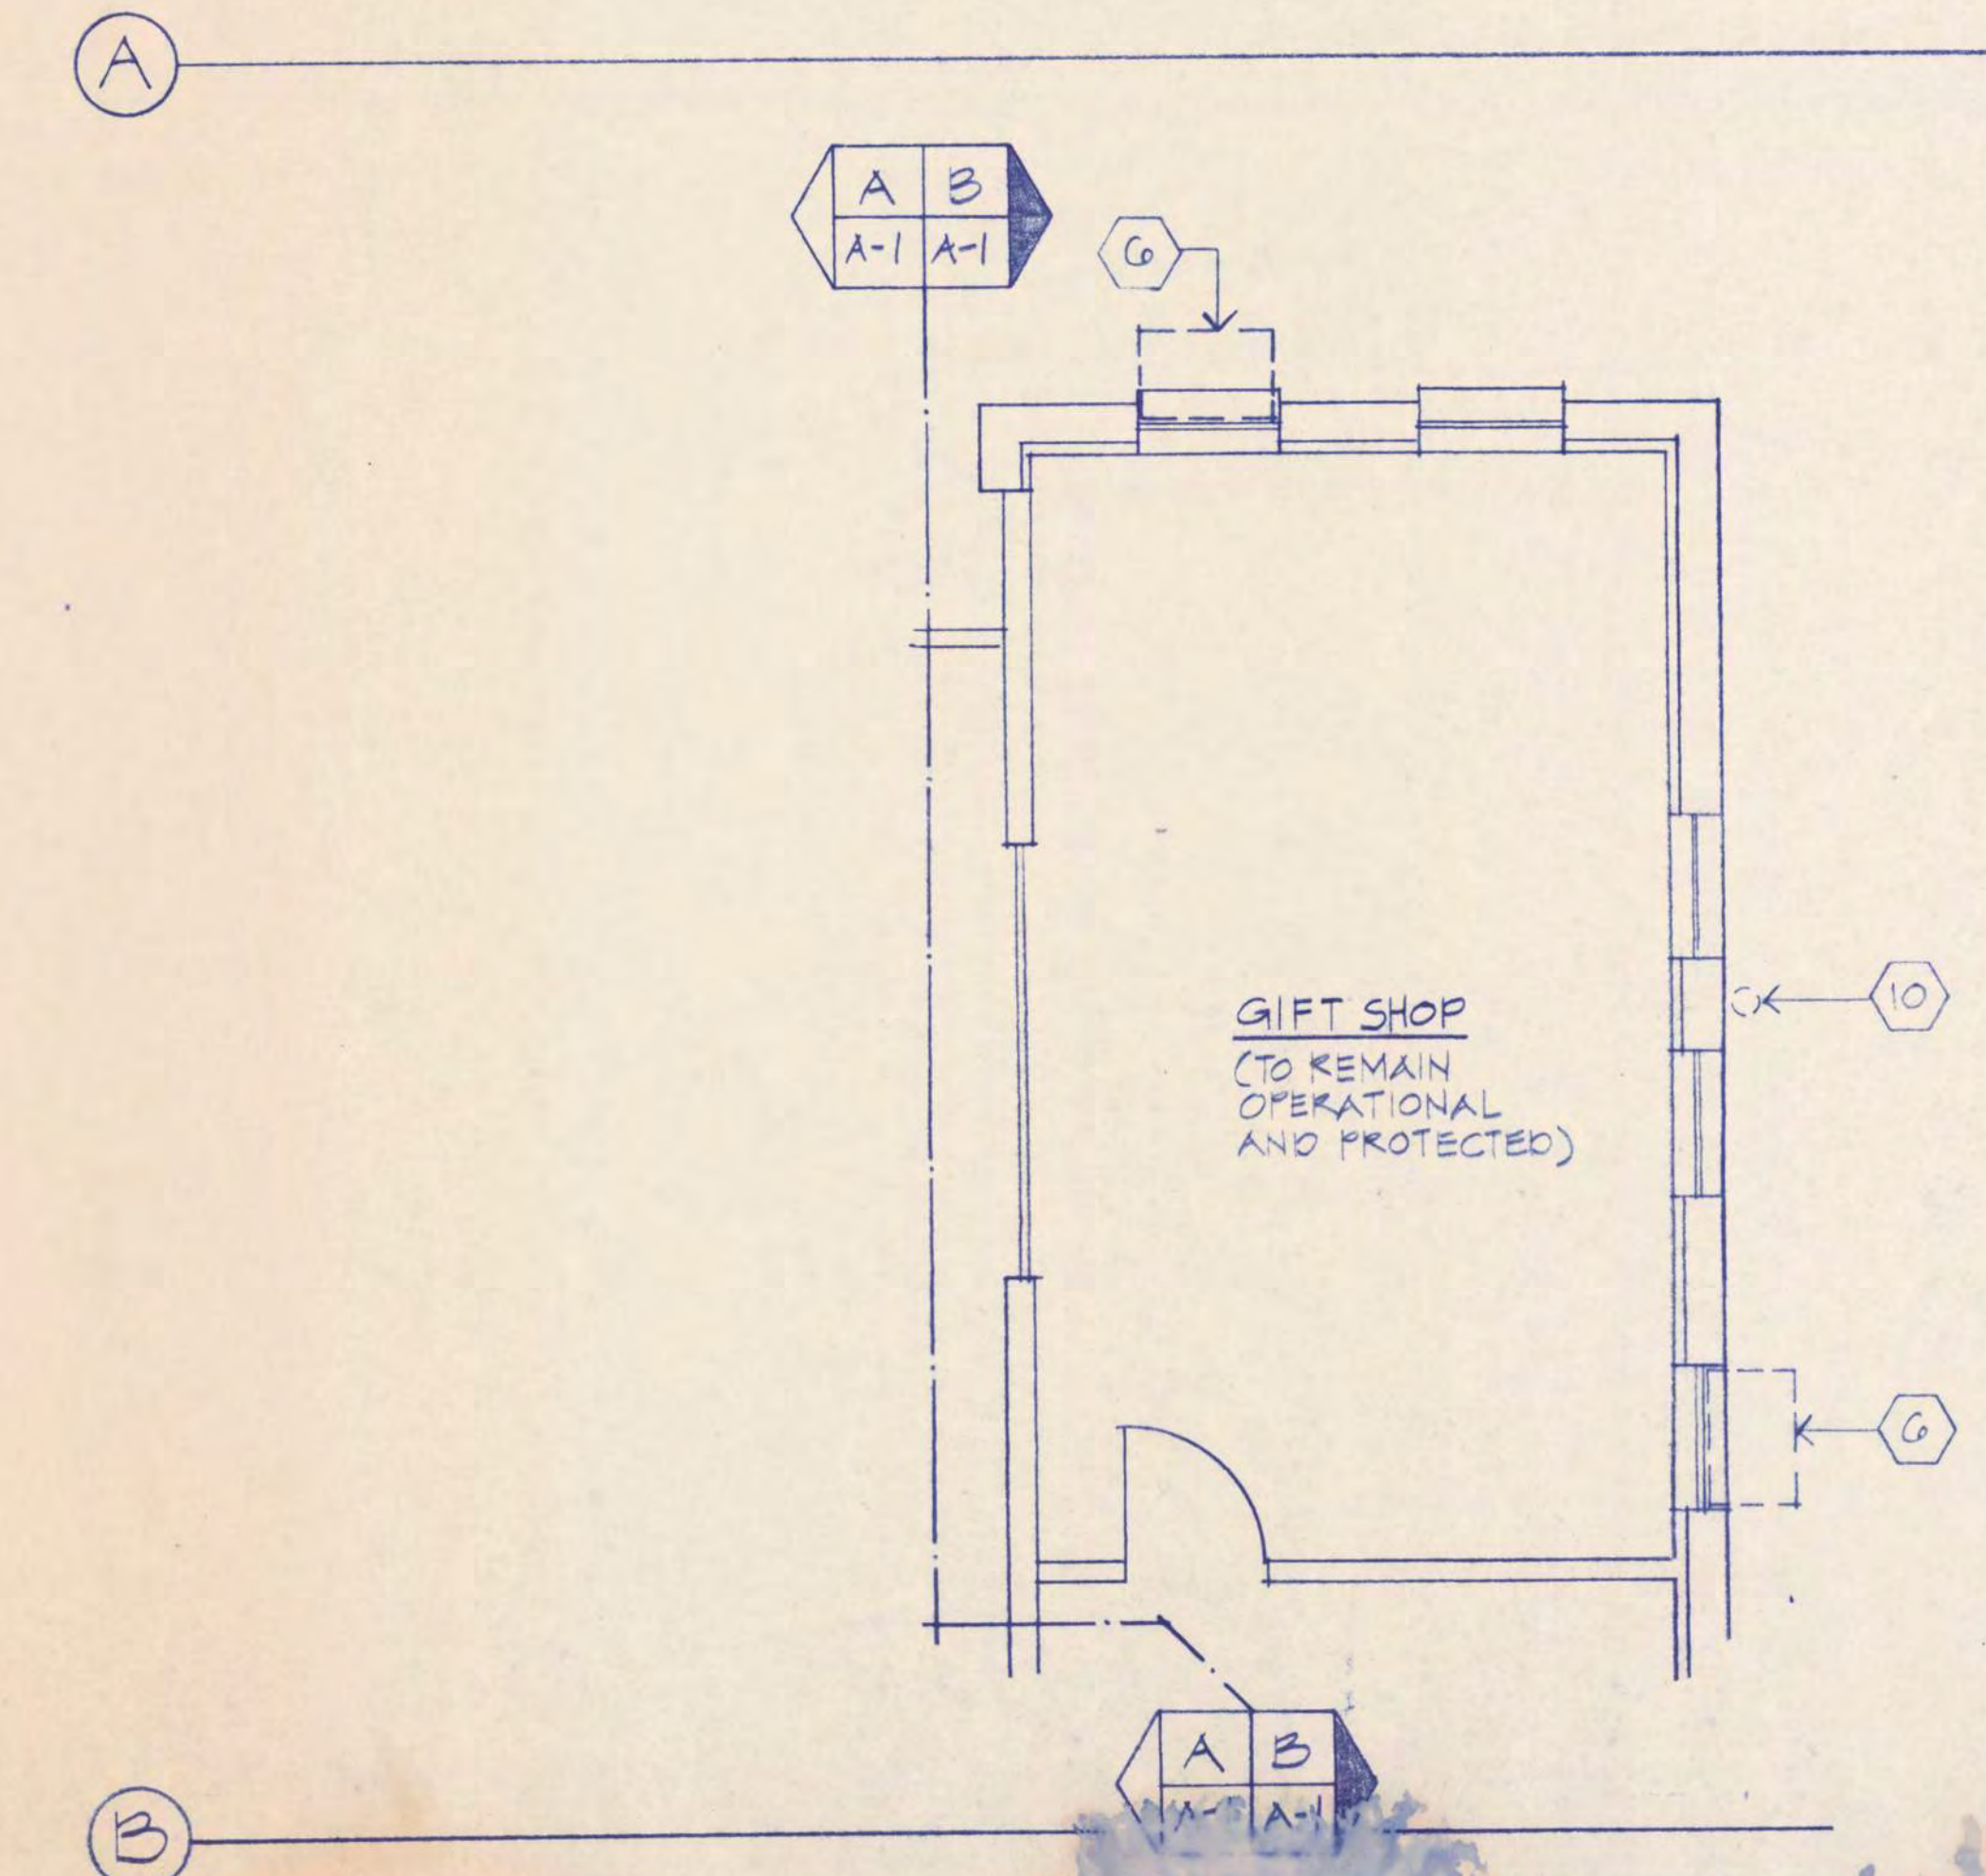 A
A B
A-1 A-1
6
10
GIFT SHOP
(TO REMAIN
OPERATIONAL
AND PROTECTED)
6
A B
A-1
B